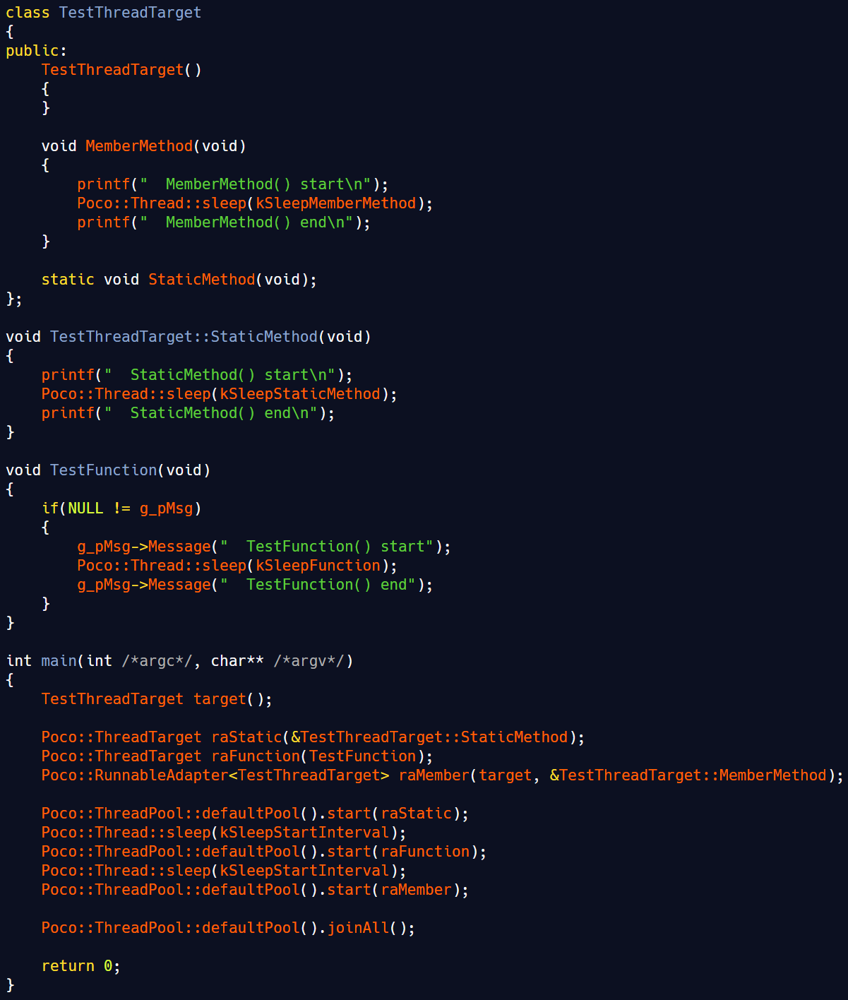 class TestThreadTarget
{
public:
    TestThreadTarget()
    {
    }

    void MemberMethod(void)
    {
        printf("  MemberMethod() start\n");
        Poco::Thread::sleep(kSleepMemberMethod);
        printf("  MemberMethod() end\n");
    }

    static void StaticMethod(void);
};

void TestThreadTarget::StaticMethod(void)
{
    printf("  StaticMethod() start\n");
    Poco::Thread::sleep(kSleepStaticMethod);
    printf("  StaticMethod() end\n");
}

void TestFunction(void)
{
    if(NULL != g_pMsg)
    {
        g_pMsg->Message("  TestFunction() start");
        Poco::Thread::sleep(kSleepFunction);
        g_pMsg->Message("  TestFunction() end");
    }
}

int main(int /*argc*/, char** /*argv*/)
{
    TestThreadTarget target();

    Poco::ThreadTarget raStatic(&TestThreadTarget::StaticMethod);
    Poco::ThreadTarget raFunction(TestFunction);
    Poco::RunnableAdapter<TestThreadTarget> raMember(target, &TestThreadTarget::MemberMethod);

    Poco::ThreadPool::defaultPool().start(raStatic);
    Poco::Thread::sleep(kSleepStartInterval);
    Poco::ThreadPool::defaultPool().start(raFunction);
    Poco::Thread::sleep(kSleepStartInterval);
    Poco::ThreadPool::defaultPool().start(raMember);

    Poco::ThreadPool::defaultPool().joinAll();

    return 0;
}